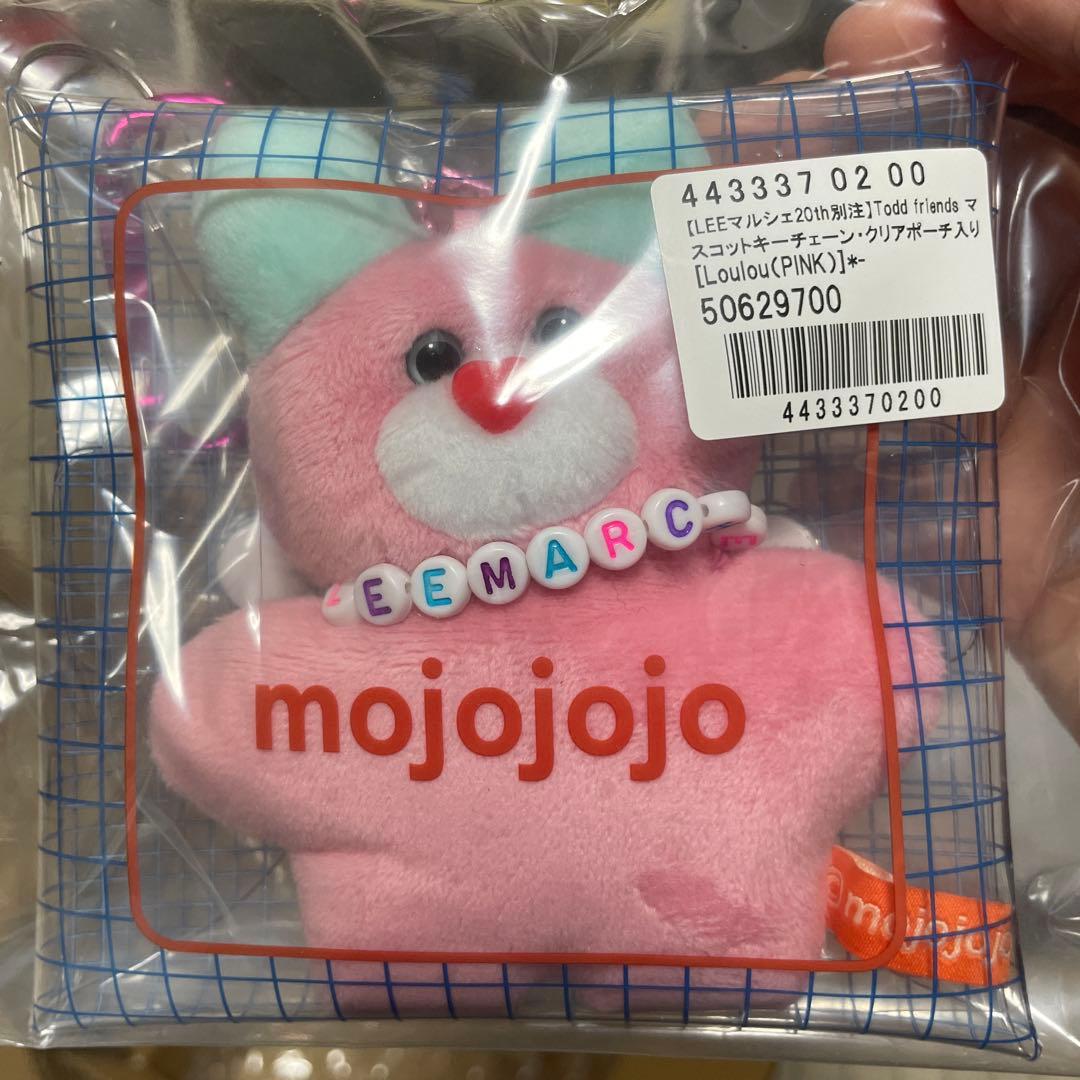 443337 02 00
【LEEマルシェ20th別注】Todd friends マ
スコットキーチェーン・クリアポーチ入り
[Loulou(PINK)]*-
50629700
4433370200
LEEMARC
mojojojo
©mojojojo